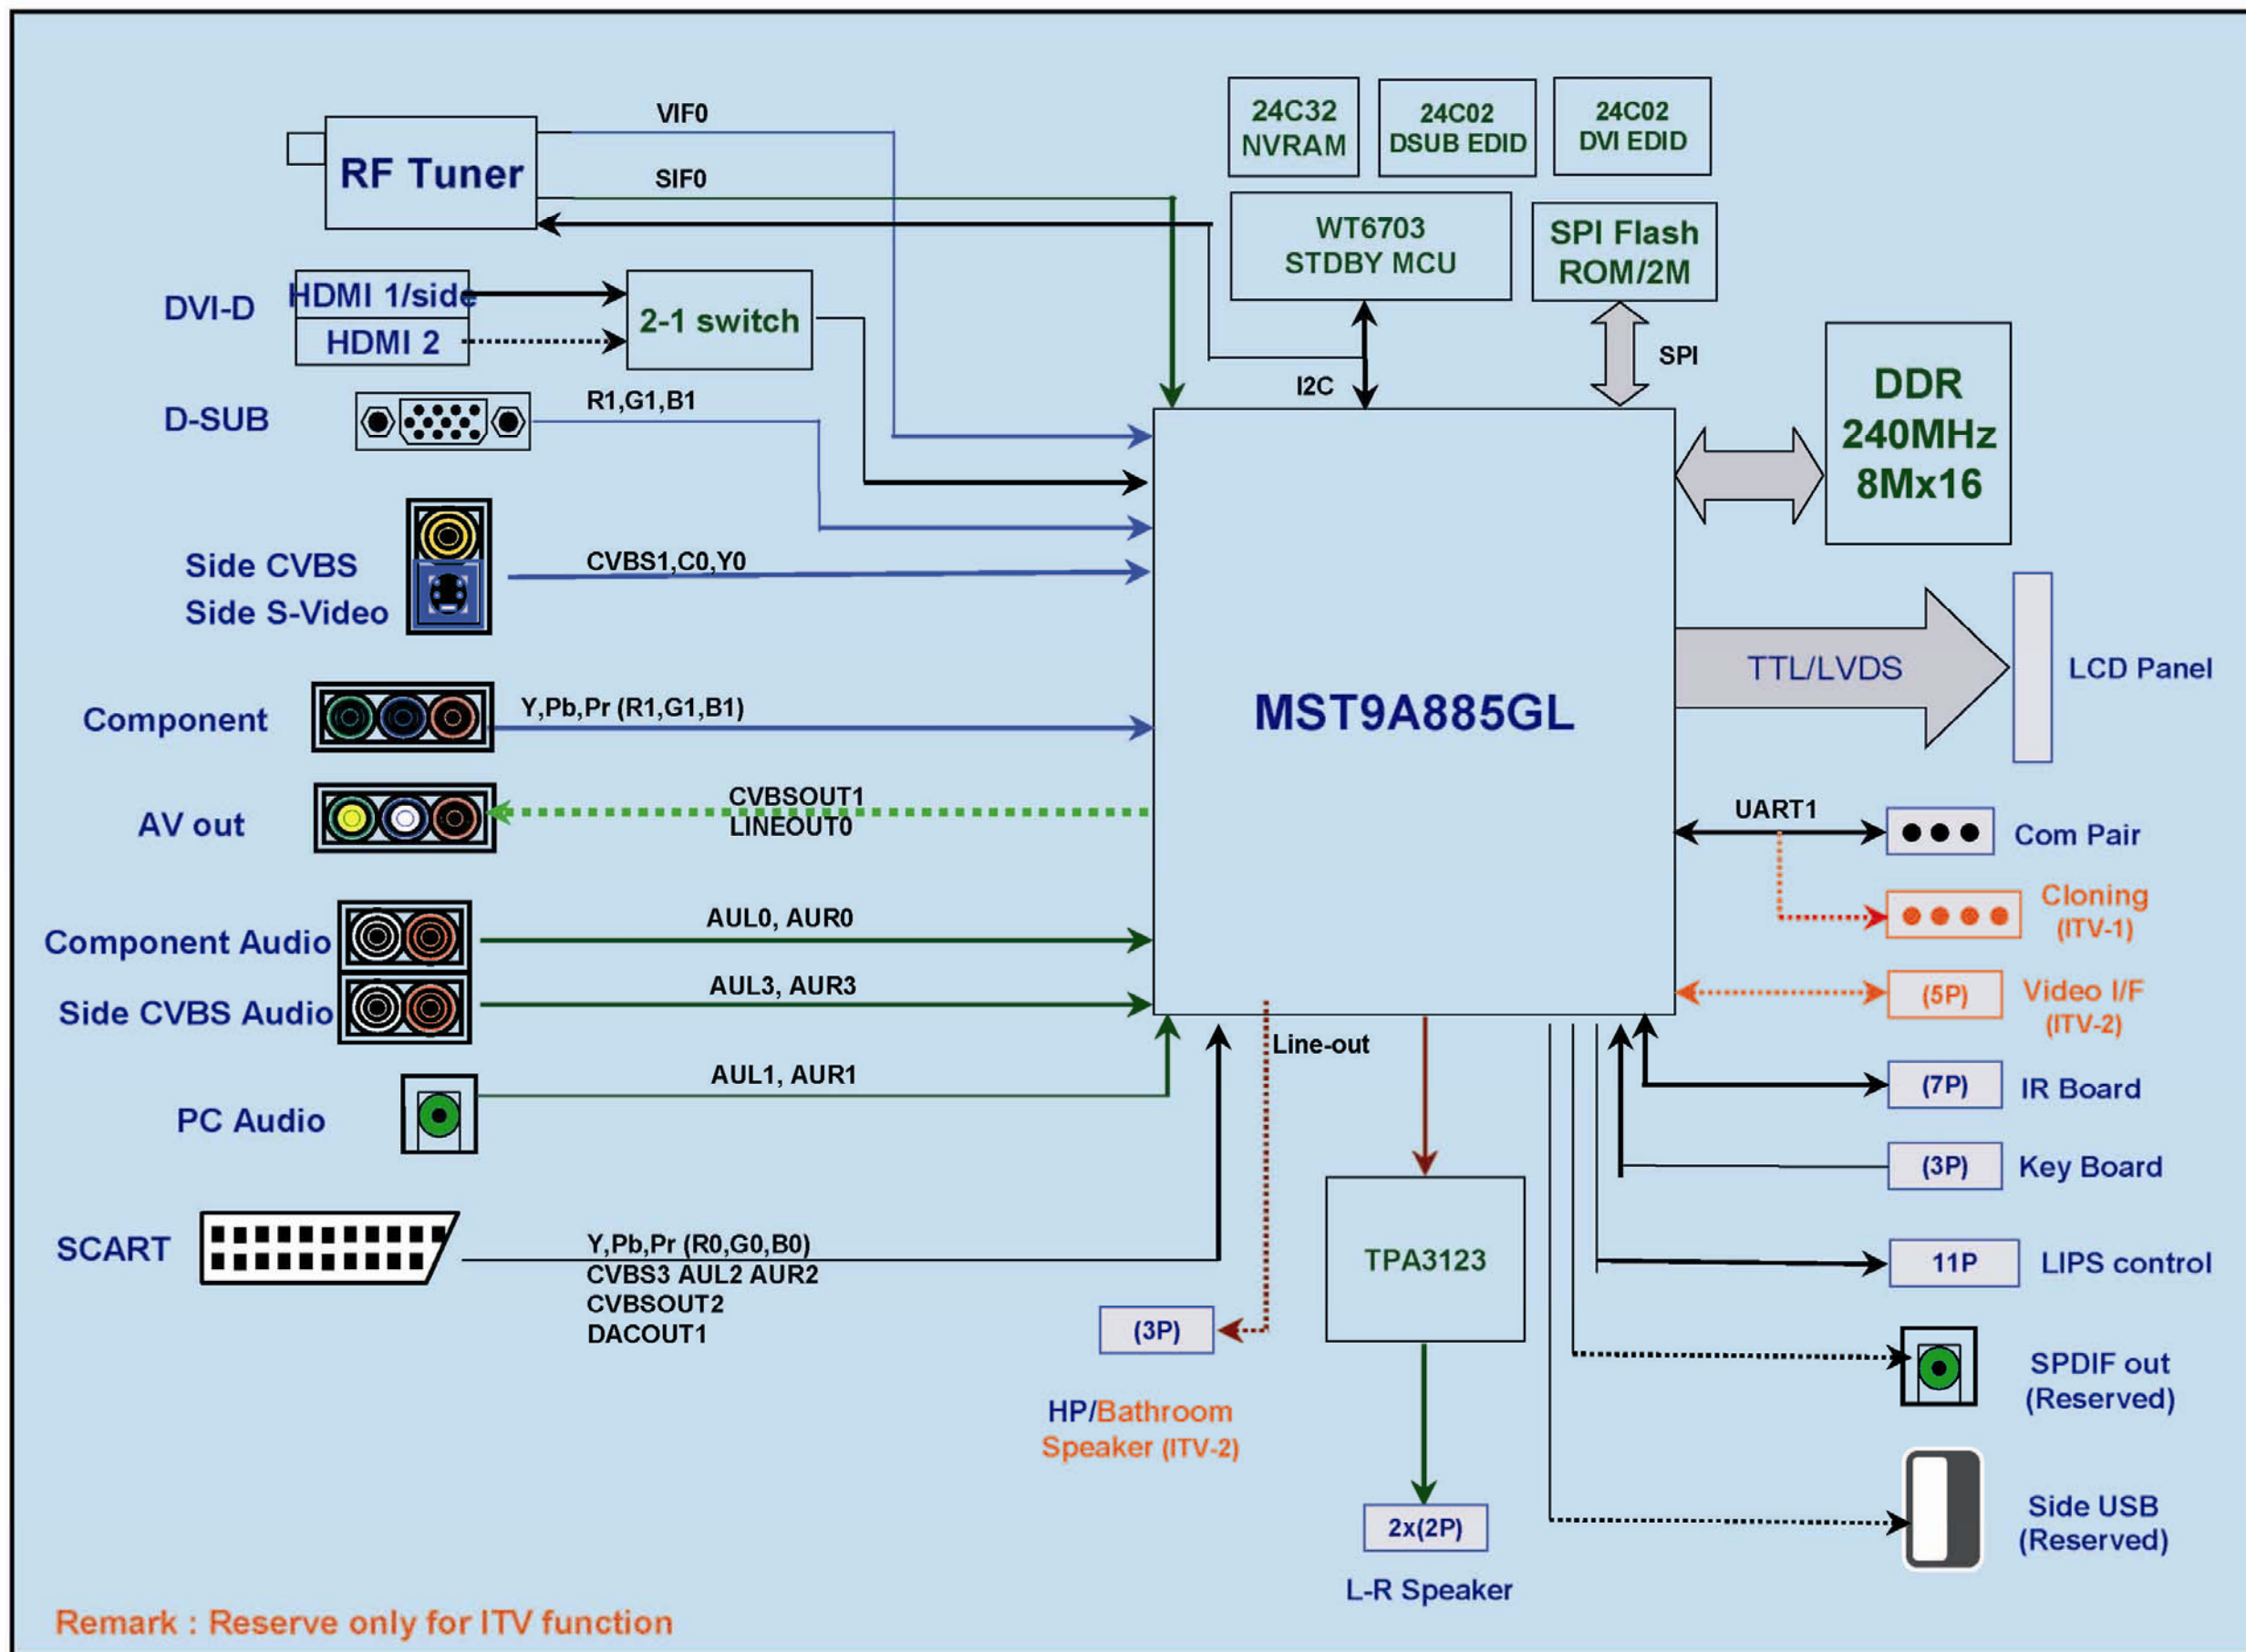 VIF0
RF Tuner
SIF0
24C32
NVRAM
24C02
DSUB EDID
24C02
DVI EDID
WT6703
STDBY MCU
SPI Flash
ROM/2M
DVI-D
HDMI 1/side
HDMI 2
2-1 switch
I2C
SPI
DDR
240MHz
8Mx16
D-SUB
R1,G1,B1
Side CVBS
Side S-Video
CVBS1,C0,Y0
MST9A885GL
TTL/LVDS
LCD Panel
Component
Y,Pb,Pr (R1,G1,B1)
AV out
CVBSOUT1
LINEOUT0
UART1
Com Pair
Cloning
(ITV-1)
Component Audio
AUL0, AUR0
Side CVBS Audio
AUL3, AUR3
(5P)
Video I/F
(ITV-2)
Line-out
PC Audio
AUL1, AUR1
(7P)
IR Board
(3P)
Key Board
SCART
Y,Pb,Pr (R0,G0,B0)
CVBS3 AUL2 AUR2
CVBSOUT2
DACOUT1
TPA3123
11P
LIPS control
(3P)
HP/Bathroom
Speaker (ITV-2)
SPDIF out
(Reserved)
2x(2P)
L-R Speaker
Side USB
(Reserved)
Remark : Reserve only for ITV function